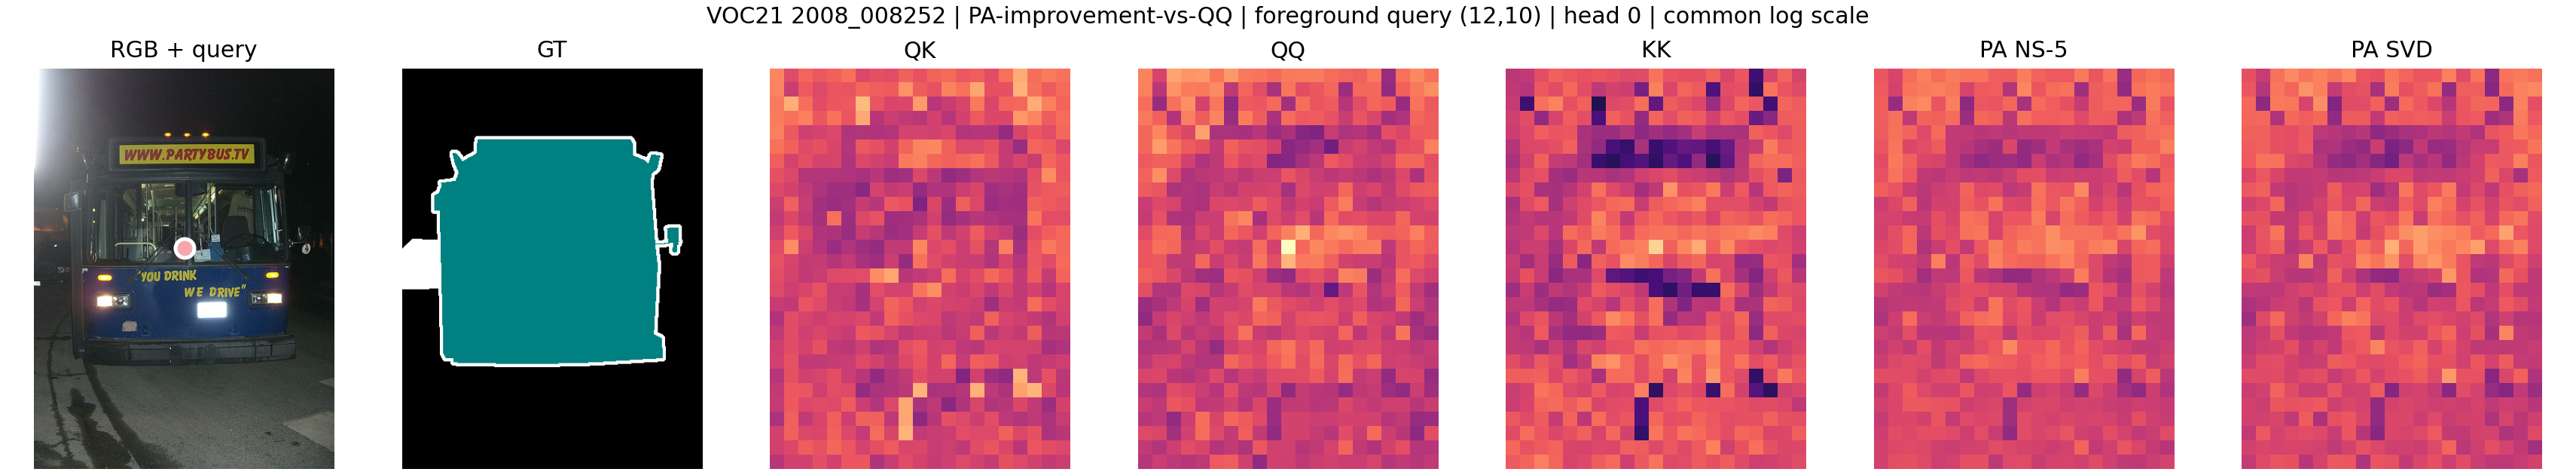 VOC21 2008_008252 | PA-improvement-vs-QQ | foreground query (12,10) | head 0 | common log scale
RGB + query
GT
QK
QQ
KK
PA NS-5
PA SVD
WWW.PARTYBUS.TV
"YOU DRINK
WE DRIVE"